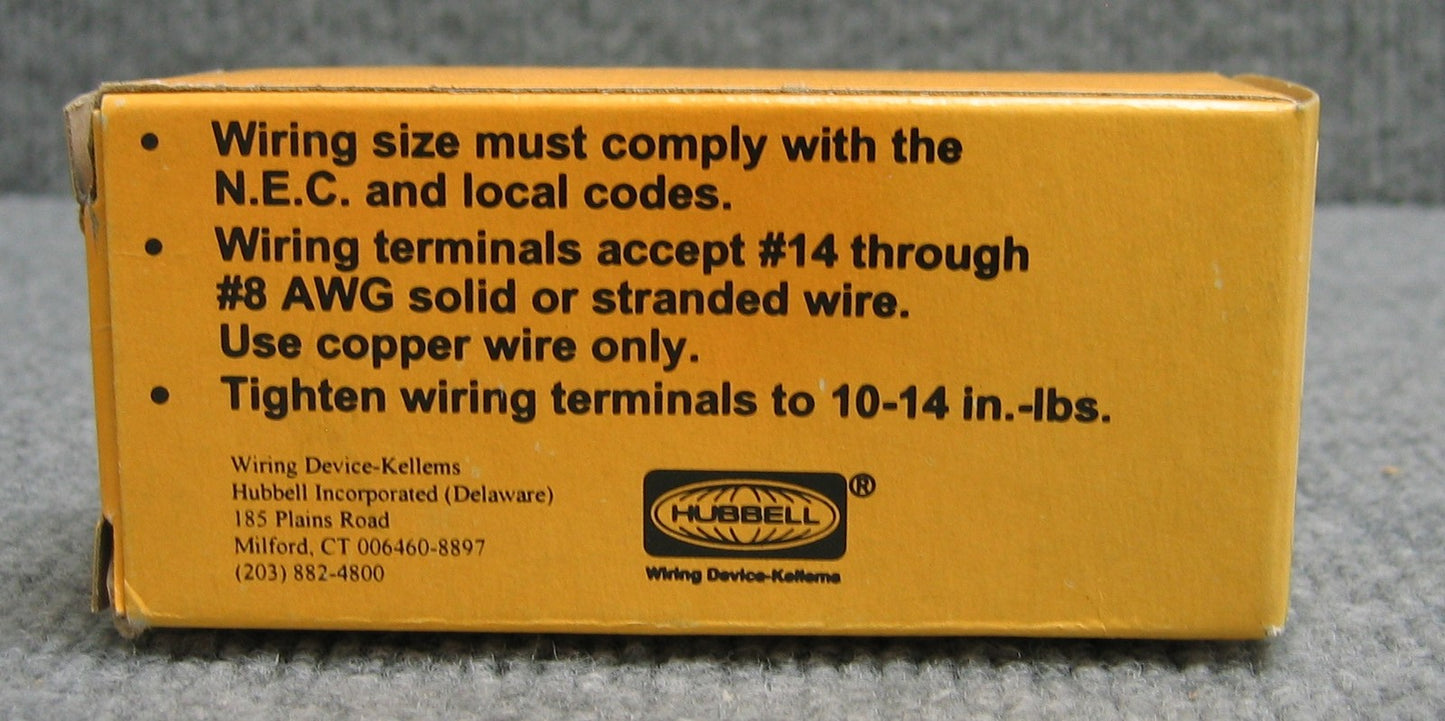 • Wiring size must comply with the
N.E.C. and local codes.
• Wiring terminals accept #14 through
#8 AWG solid or stranded wire.
Use copper wire only.
• Tighten wiring terminals to 10-14 in.-lbs.
Wiring Device-Kellems
Hubbell Incorporated (Delaware)
185 Plains Road
Milford, CT 006460-8897
(203) 882-4800
HUBBELL®
Wiring Device-Kellems